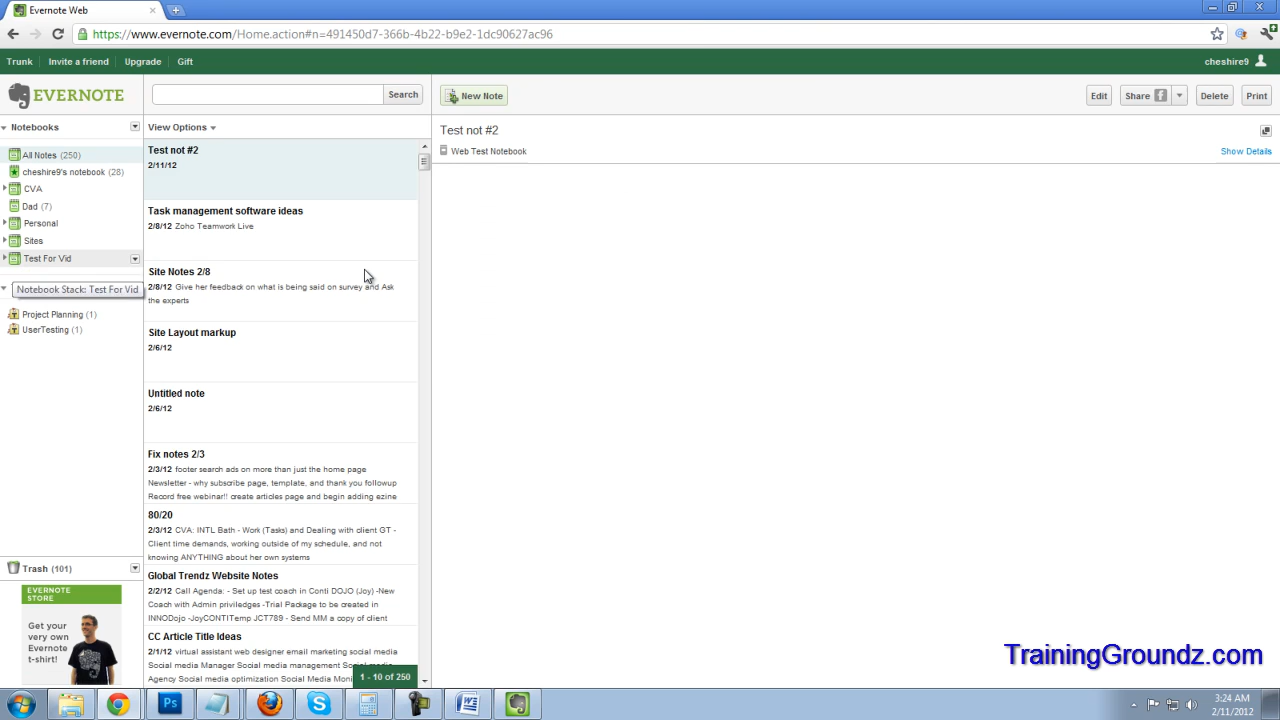 Evernote Web
https://www.evernote.com/Home.action#n=491450d7-366b-4b22-b9e2-1dc90627ac96
Trunk Invite a friend Upgrade Gift cheshire9
EVERNOTE
Search
New Note
Edit Share Delete Print
Notebooks
All Notes (250)
cheshire9's notebook (28)
CVA
Dad (7)
Personal
Sites
Test For Vid
Notebook Stack: Test For Vid
Project Planning (1)
UserTesting (1)
Trash (101)
EVERNOTE
STORE
Get your
very own
Evernote
t-shirt!
View Options
Test not #2
2/11/12
Task management software ideas
2/8/12 Zoho Teamwork Live
Site Notes 2/8
2/8/12 Give her feedback on what is being said on survey and Ask
the experts
Site Layout markup
2/6/12
Untitled note
2/6/12
Fix notes 2/3
2/3/12 footer search ads on more than just the home page
Newsletter - why subscribe page, template, and thank you followup
Record free webinar!! create articles page and begin adding ezine
80/20
2/3/12 CVA: INTL Bath - Work (Tasks) and Dealing with client GT -
Client time demands, working outside of my schedule, and not
knowing ANYTHING about her own systems
Global Trendz Website Notes
2/2/12 Call Agenda: - Set up test coach in Conti DOJO (Joy) -New
Coach with Admin priviledges -Trial Package to be created in
INNODojo -JoyCONTITemp JCT789 - Send MM a copy of client
CC Article Title Ideas
2/1/12 virtual assistant web designer email marketing social media
Social media Manager Social media management Social media
Agency Social media optimization Social Media
1 - 10 of 250
Test not #2
Web Test Notebook
Show Details
TrainingGroundz.com
3:24 AM
2/11/2012